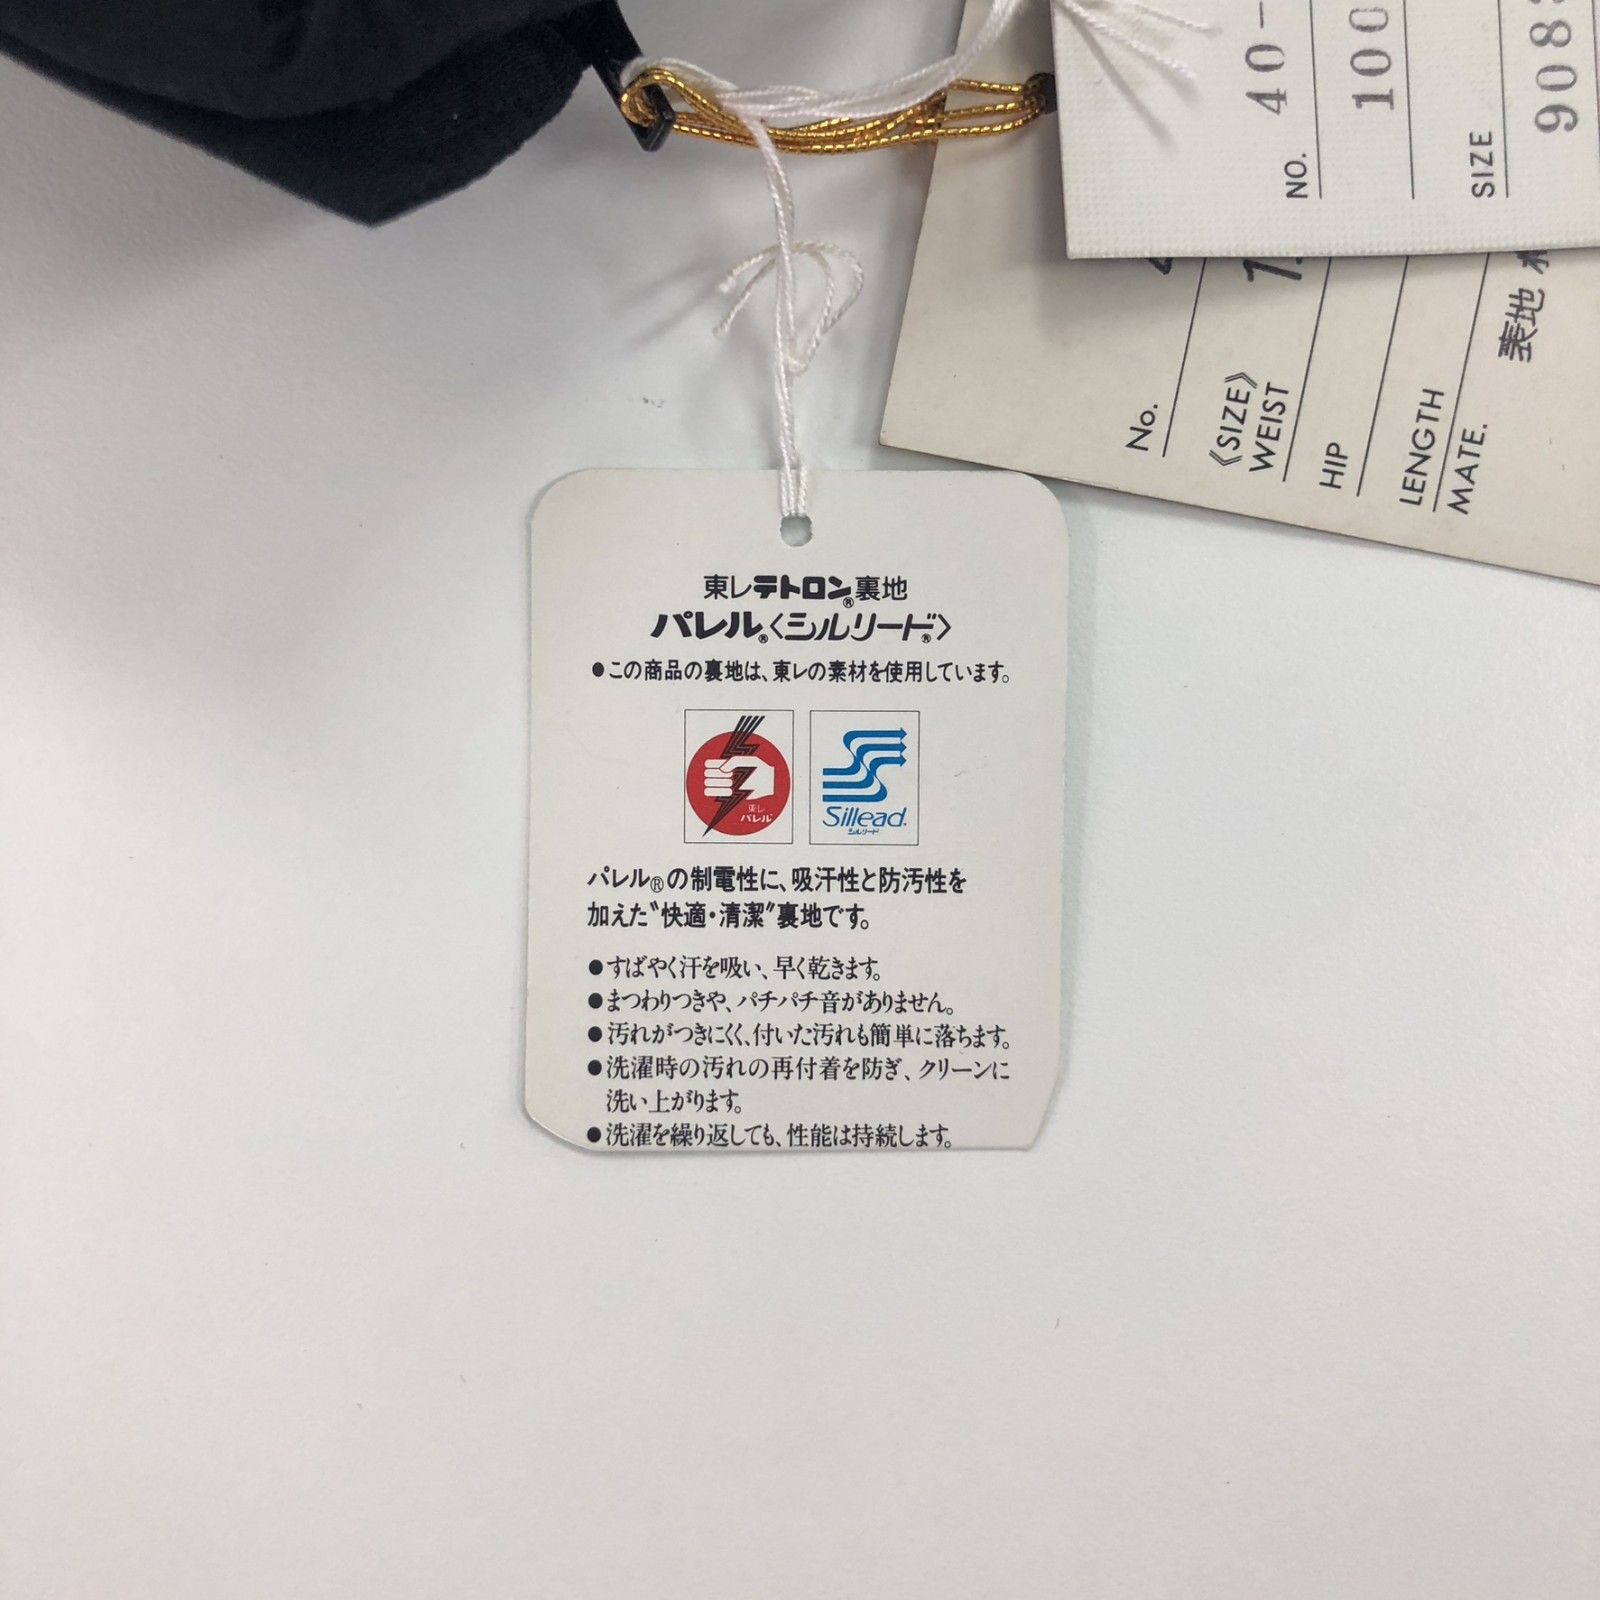 40-
NO.
100
SIZE
908
No.
《SIZE》
WEIST
HIP
LENGTH
MATE.
裏地
東レテトロン®裏地
パレル®〈シルリード®〉
●この商品の裏地は、東レの素材を使用しています。
東レ
パレル
Sillead®
シルリード
パレル®の制電性に、吸汗性と防汚性を
加えた〝快適・清潔〟裏地です。
●すばやく汗を吸い、早く乾きます。
●まつわりつきや、パチパチ音がありません。
●汚れがつきにくく、付いた汚れも簡単に落ちます。
●洗濯時の汚れの再付着を防ぎ、クリーンに
洗い上がります。
●洗濯を繰り返しても、性能は持続します。